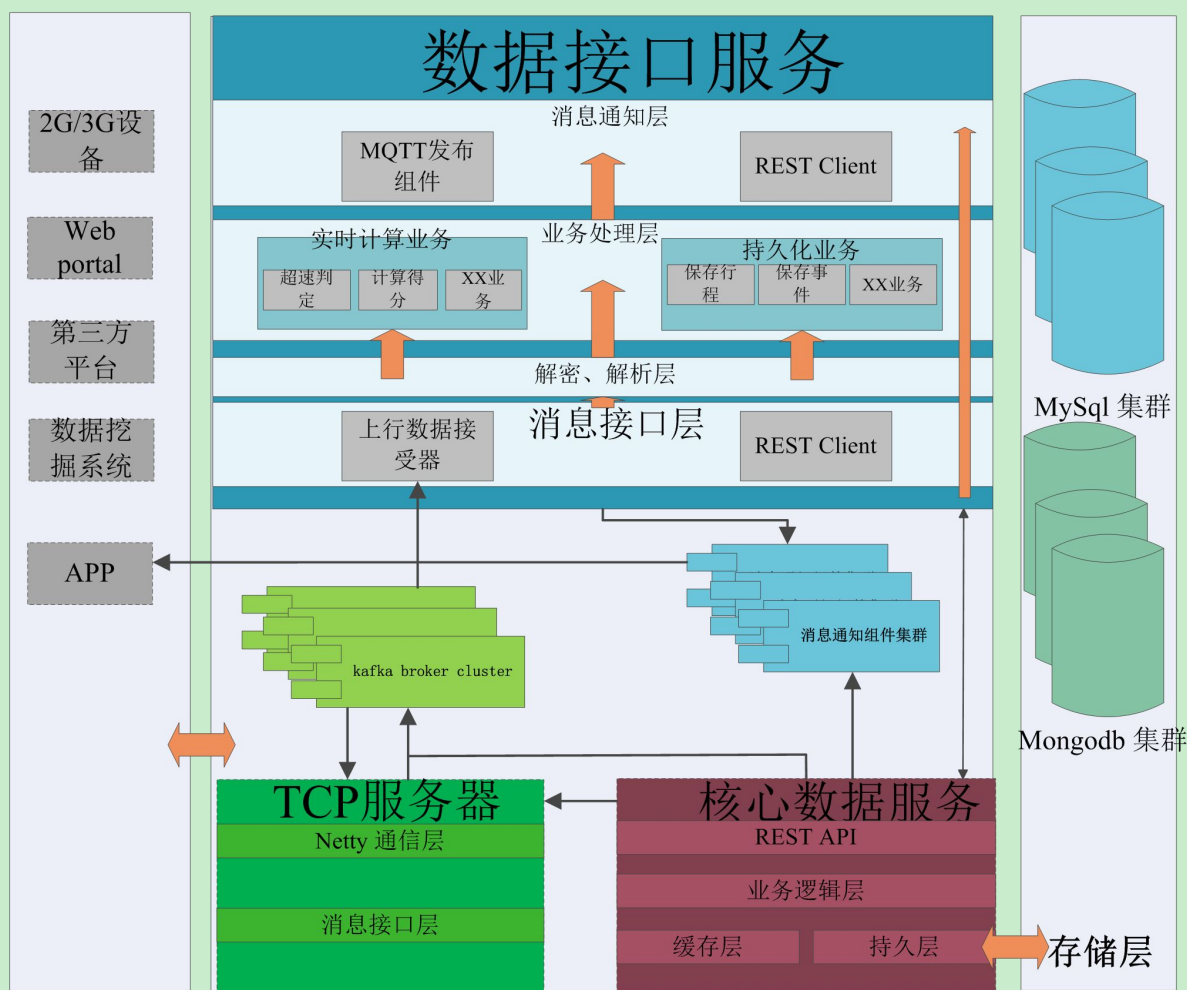 数据接口服务
消息通知层
MQTT发布
组件
REST Client
业务处理层
实时计算业务
超速判
定
计算得
分
XX业
务
持久化业务
保存行
程
保存事
件
XX业务
解密、解析层
消息接口层
上行数据接
受器
REST Client
2G/3G设
备
Web
portal
第三方
平台
数据挖
掘系统
APP
kafka broker cluster
消息通知组件集群
TCP服务器
Netty 通信层
消息接口层
核心数据服务
REST API
业务逻辑层
缓存层
持久层
MySql 集群
Mongodb 集群
存储层